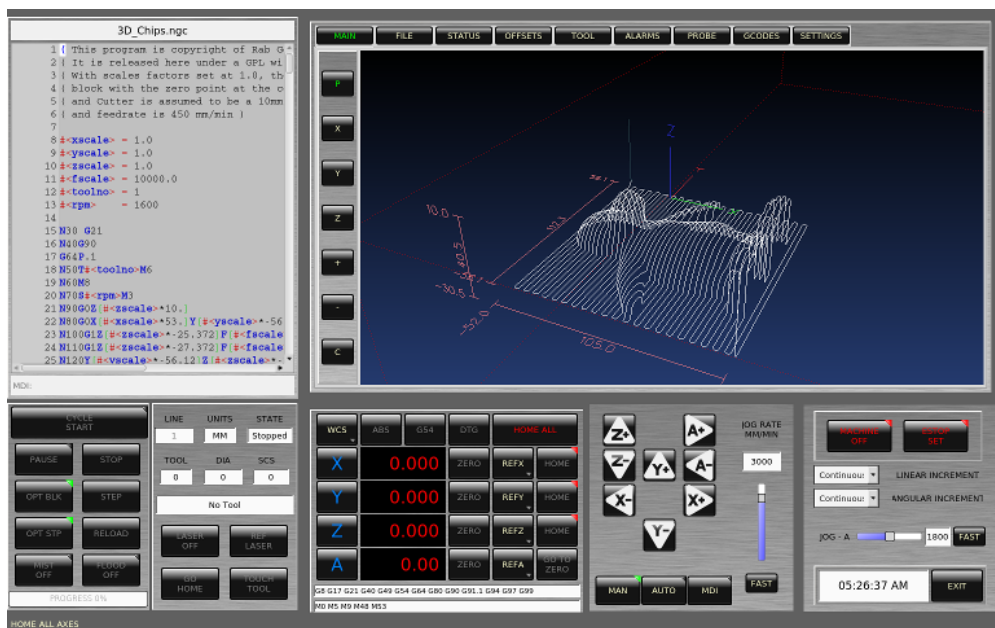 3D_Chips.ngc
1 ( This program is copyright of Rab G
2 ( It is released here under a GPL wi
3 ( With scales factors set at 1.0, th
4 ( block with the zero point at the c
5 ( and Cutter is assumed to be a 10mm
6 ( and feedrate is 450 mm/min )
7
8 #<xscale> = 1.0
9 #<yscale> = 1.0
10 #<zscale> = 1.0
11 #<fscale> = 10000.0
12 #<toolno> = 1
13 #<rpm> = 1600
14
15 N30 G21
16 N40G90
17 G64P.1
18 N50T#<toolno>M6
19 N60M8
20 N70S#<rpm>M3
21 N90G0Z[#<zscale>*10.]
22 N80G0X[#<xscale>*53.]Y[#<yscale>*-56
23 N100G1Z[#<zscale>*-25.372]F[#<fscale
24 N110G1Z[#<zscale>*-27.372]F[#<fscale
25 N120Y[#<yscale>*-56.12]Z[#<zscale>*-
MDI:
MAIN FILE STATUS OFFSETS TOOL ALARMS PROBE GCODES SETTINGS
P
X
Y
Z
+
-
C
Z
10.0
40.5
-30.5
-52.0
105.0
CYCLE START
PAUSE STOP
OPT BLK STEP
OPT STP RELOAD
MIST OFF FLOOD OFF
PROGRESS 0%
LINE UNITS STATE
1 MM Stopped
TOOL DIA SCS
0 0 0
No Tool
LASER OFF REF LASER
GO HOME TOUCH TOOL
WCS ABS G54 DTG HOME ALL
X 0.000 ZERO REFX HOME
Y 0.000 ZERO REFY HOME
Z 0.000 ZERO REFZ HOME
A 0.00 ZERO REFA GO TO ZERO
G8 G17 G21 G40 G49 G54 G64 G80 G90 G91.1 G94 G97 G99
M0 M5 M9 M48 M53
Z+ A+
Z- Y+ A-
X- X+
Y-
JOG RATE
MM/MIN
3000
FAST
MAN AUTO MDI
MACHINE OFF ESTOP SET
Continuou: LINEAR INCREMENT
Continuou: ANGULAR INCREMENT
JOG - A 1800 FAST
05:26:37 AM EXIT
HOME ALL AXES